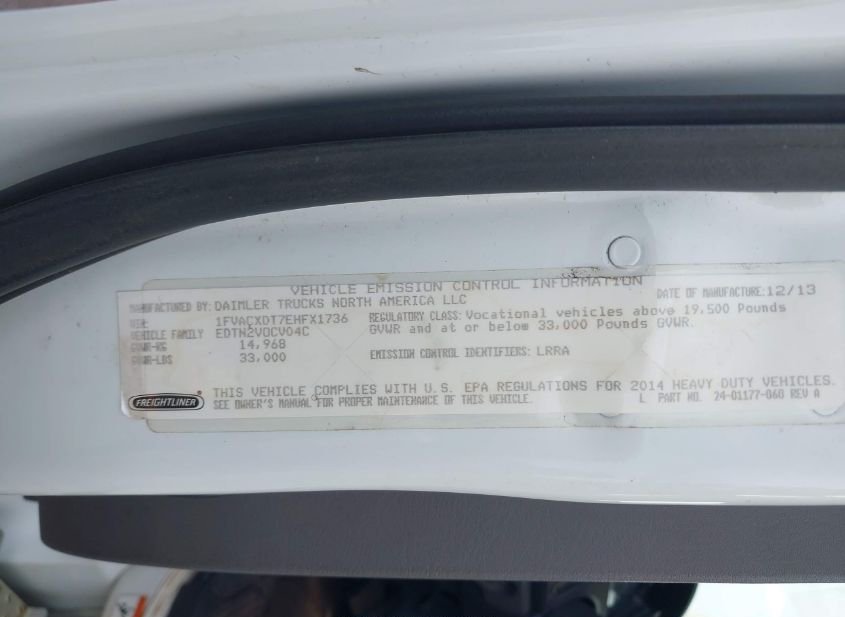 VEHICLE EMISSION CONTROL INFORMATION
MANUFACTURED BY: DAIMLER TRUCKS NORTH AMERICA LLC
DATE OF MANUFACTURE: 12/13
VIN: 1FVACXDT7EHFX1736
REGULATORY CLASS: Vocational vehicles above 19,500 Pounds
VEHICLE FAMILY EDTN2VOCV04C
GVWR and at or below 33,000 Pounds GVWR.
GVWR-KG 14,968
GVWR-LBS 33,000
EMISSION CONTROL IDENTIFIERS: LRRA
THIS VEHICLE COMPLIES WITH U.S. EPA REGULATIONS FOR 2014 HEAVY DUTY VEHICLES.
FREIGHTLINER
SEE OWNER'S MANUAL FOR PROPER MAINTENANCE OF THIS VEHICLE.
L PART NO. 24-01177-060 REV A